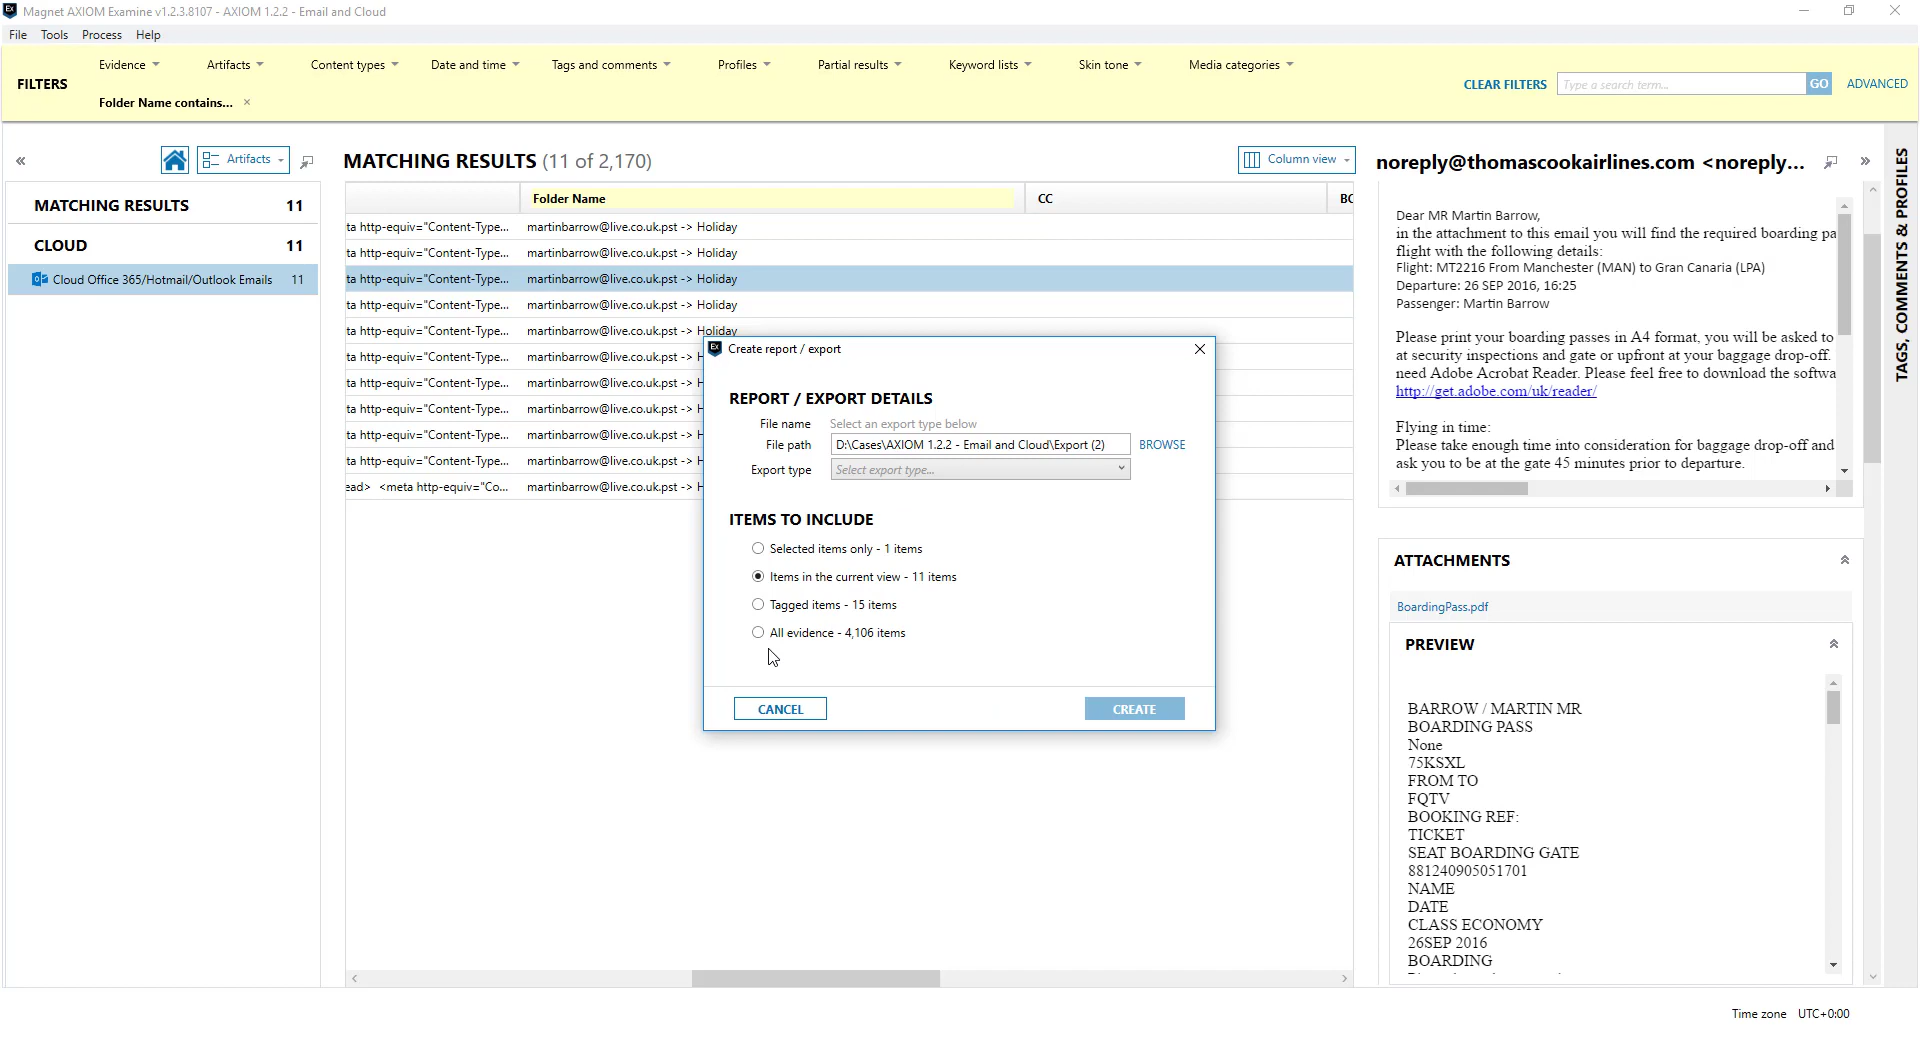 Magnet AXIOM Examine v1.2.3.8107 - AXIOM 1.2.2 - Email and Cloud
File Tools Process Help
FILTERS
Evidence Artifacts Content types Date and time Tags and comments Profiles Partial results Keyword lists Skin tone Media categories
Folder Name contains... ×
CLEAR FILTERS Type a search term... GO ADVANCED
Artifacts
MATCHING RESULTS 11
CLOUD 11
Cloud Office 365/Hotmail/Outlook Emails 11
MATCHING RESULTS (11 of 2,170)
Column view
Folder Name CC BC
ta http-equiv="Content-Type... martinbarrow@live.co.uk.pst -> Holiday
ta http-equiv="Content-Type... martinbarrow@live.co.uk.pst -> Holiday
ta http-equiv="Content-Type... martinbarrow@live.co.uk.pst -> Holiday
ta http-equiv="Content-Type... martinbarrow@live.co.uk.pst -> Holiday
ta http-equiv="Content-Type... martinbarrow@live.co.uk.pst -> Holiday
ta http-equiv="Content-Type... martinbarrow@live.co.uk.pst -> H
ta http-equiv="Content-Type... martinbarrow@live.co.uk.pst -> H
ta http-equiv="Content-Type... martinbarrow@live.co.uk.pst -> H
ta http-equiv="Content-Type... martinbarrow@live.co.uk.pst -> H
ta http-equiv="Content-Type... martinbarrow@live.co.uk.pst -> H
ead> <meta http-equiv="Co... martinbarrow@live.co.uk.pst -> H
Create report / export
REPORT / EXPORT DETAILS
File name Select an export type below
File path D:\Cases\AXIOM 1.2.2 - Email and Cloud\Export (2) BROWSE
Export type Select export type...
ITEMS TO INCLUDE
Selected items only - 1 items
Items in the current view - 11 items
Tagged items - 15 items
All evidence - 4,106 items
CANCEL CREATE
noreply@thomascookairlines.com <noreply...
Dear MR Martin Barrow,
in the attachment to this email you will find the required boarding pa
flight with the following details:
Flight: MT2216 From Manchester (MAN) to Gran Canaria (LPA)
Departure: 26 SEP 2016, 16:25
Passenger: Martin Barrow
Please print your boarding passes in A4 format, you will be asked to
at security inspections and gate or upfront at your baggage drop-off.
need Adobe Acrobat Reader. Please feel free to download the softwa
http://get.adobe.com/uk/reader/
Flying in time:
Please take enough time into consideration for baggage drop-off and
ask you to be at the gate 45 minutes prior to departure.
ATTACHMENTS
BoardingPass.pdf
PREVIEW
BARROW / MARTIN MR
BOARDING PASS
None
75KSXL
FROM TO
FQTV
BOOKING REF:
TICKET
SEAT BOARDING GATE
881240905051701
NAME
DATE
CLASS ECONOMY
26SEP 2016
BOARDING
TAGS, COMMENTS & PROFILES
Time zone UTC+0:00